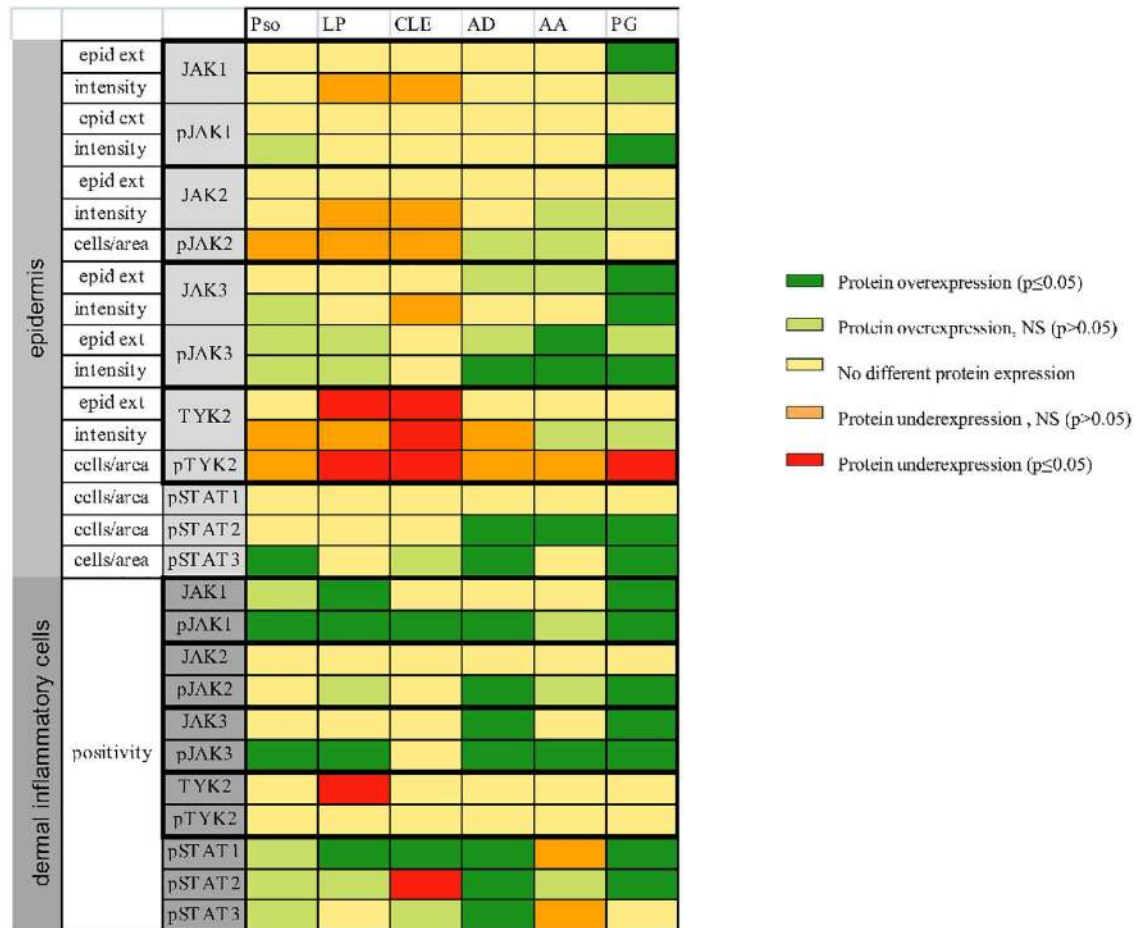 Pso LP CLE AD AA PG
epidermis
epid ext JAK1
intensity
epid ext pJAK1
intensity
epid ext JAK2
intensity
cells/area pJAK2
epid ext JAK3
intensity
epid ext pJAK3
intensity
epid ext TYK2
intensity
cells/area pTYK2
cells/area pSTAT1
cells/area pSTAT2
cells/area pSTAT3
dermal inflammatory cells
positivity
JAK1
pJAK1
JAK2
pJAK2
JAK3
pJAK3
TYK2
pTYK2
pSTAT1
pSTAT2
pSTAT3
Protein overexpression (p≤0.05)
Protein overexpression, NS (p>0.05)
No different protein expression
Protein underexpression , NS (p>0.05)
Protein underexpression (p≤0.05)